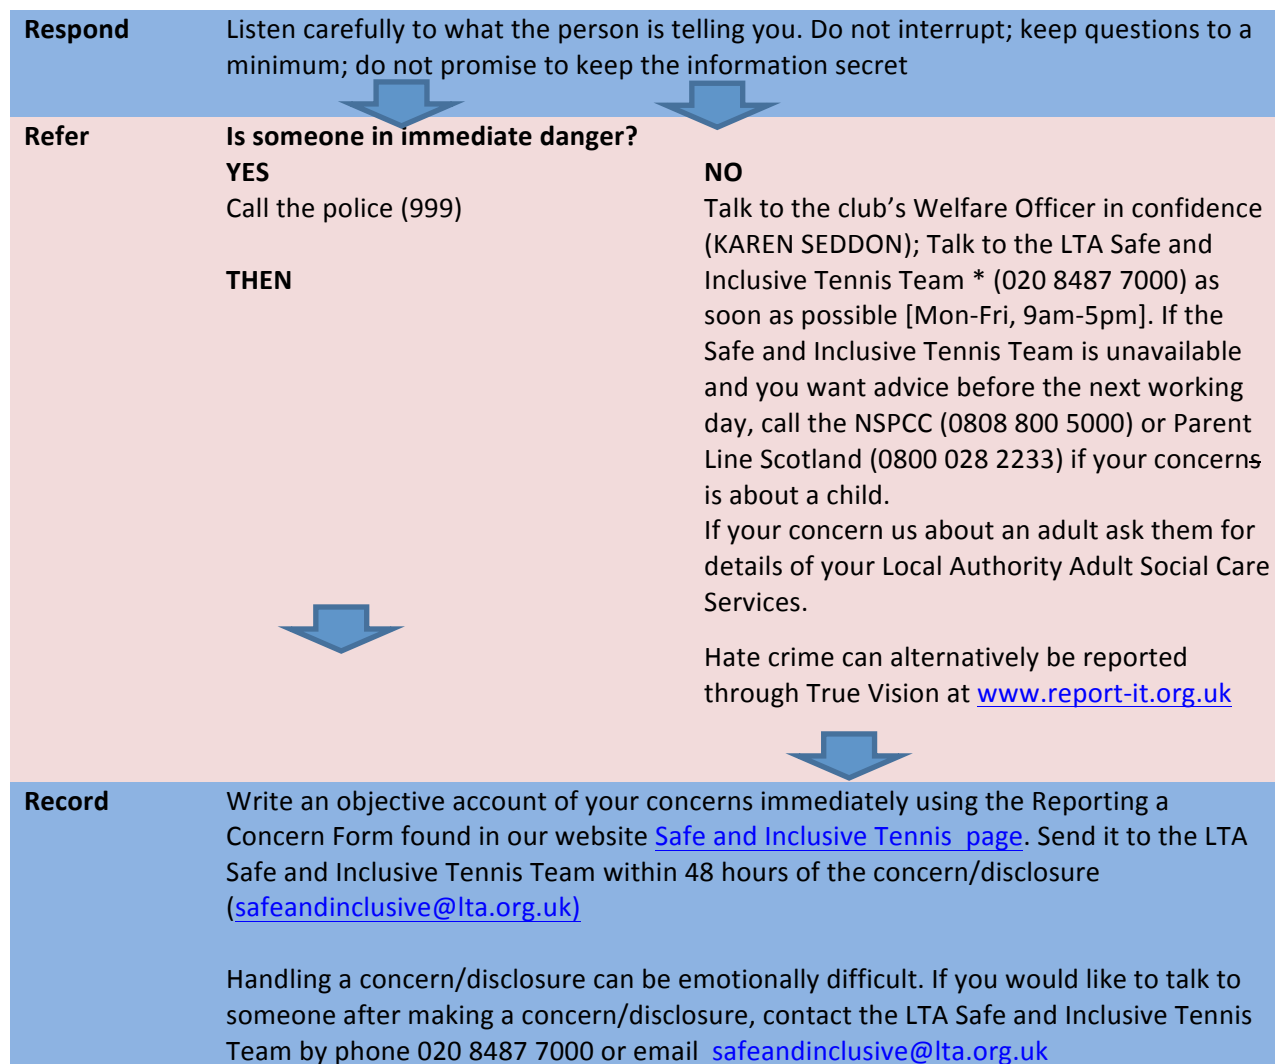 Respond Listen carefully to what the person is telling you. Do not interrupt; keep questions to a
minimum; do not promise to keep the information secret
Refer Is someone in immediate danger?
YES
Call the police (999)
THEN
NO
Talk to the club’s Welfare Officer in confidence
(KAREN SEDDON); Talk to the LTA Safe and
Inclusive Tennis Team * (020 8487 7000) as
soon as possible [Mon-Fri, 9am-5pm]. If the
Safe and Inclusive Tennis Team is unavailable
and you want advice before the next working
day, call the NSPCC (0808 800 5000) or Parent
Line Scotland (0800 028 2233) if your concerns
is about a child.
If your concern us about an adult ask them for
details of your Local Authority Adult Social Care
Services.
Hate crime can alternatively be reported
through True Vision at www.report-it.org.uk
Record Write an objective account of your concerns immediately using the Reporting a
Concern Form found in our website Safe and Inclusive Tennis  page. Send it to the LTA
Safe and Inclusive Tennis Team within 48 hours of the concern/disclosure
(safeandinclusive@lta.org.uk)
Handling a concern/disclosure can be emotionally difficult. If you would like to talk to
someone after making a concern/disclosure, contact the LTA Safe and Inclusive Tennis
Team by phone 020 8487 7000 or email  safeandinclusive@lta.org.uk